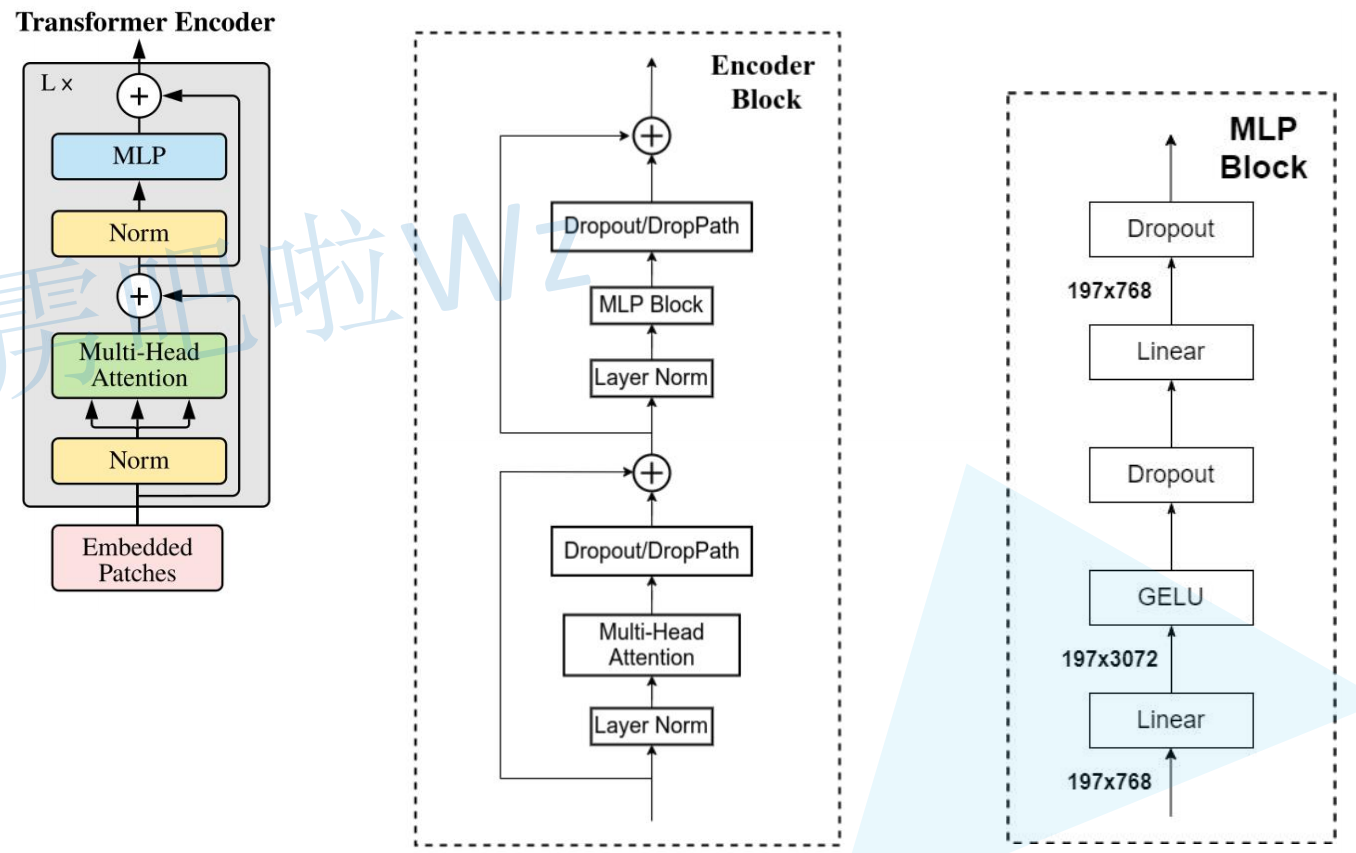 Transformer Encoder
L ×
+
MLP
Norm
+
Multi-Head
Attention
Norm
Embedded
Patches
Encoder
Block
+
Dropout/DropPath
MLP Block
Layer Norm
+
Dropout/DropPath
Multi-Head
Attention
Layer Norm
MLP
Block
Dropout
197x768
Linear
Dropout
GELU
197x3072
Linear
197x768
霹吧啦Wz